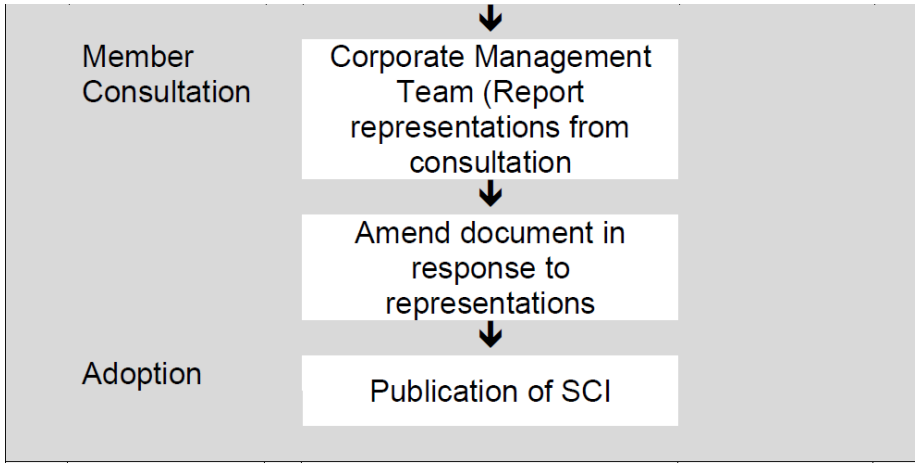 Member
Consultation
Corporate Management
Team (Report
representations from
consultation
Amend document in
response to
representations
Adoption
Publication of SCI